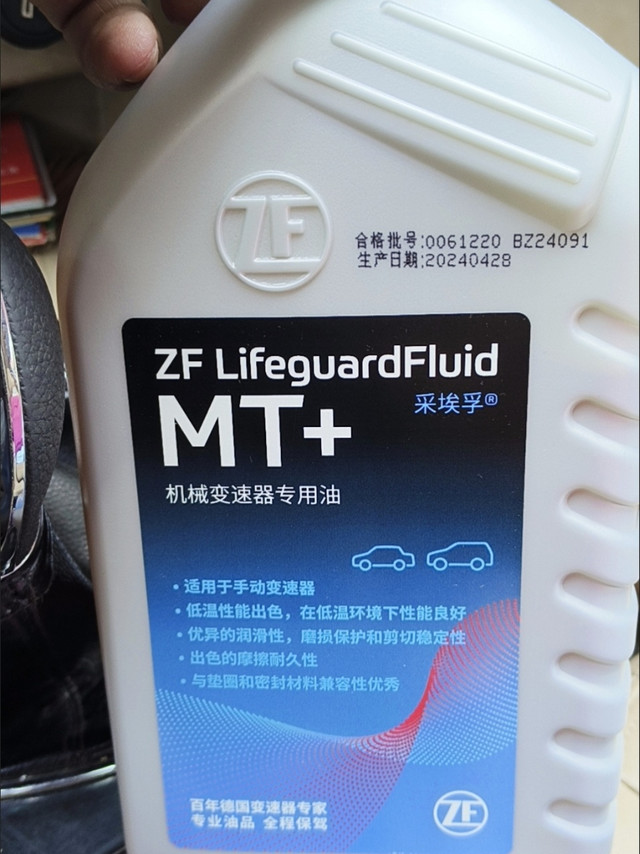 ZF
合格批号:0061220 BZ24091
生产日期:20240428
ZF LifeguardFluid
MT+ 采埃孚®
机械变速器专用油
• 适用于手动变速器
• 低温性能出色，在低温环境下性能良好
• 优异的润滑性，磨损保护和剪切稳定性
• 出色的摩擦耐久性
• 与垫圈和密封材料兼容性优秀
百年德国变速器专家
专业油品 全程保驾
ZF